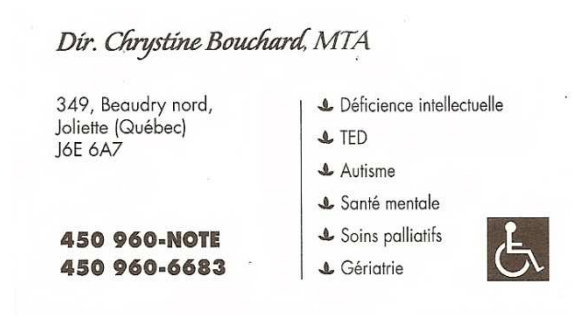 Dir. Chrystine Bouchard, MTA
349, Beaudry nord,
Joliette (Québec)
J6E 6A7
450 960-NOTE
450 960-6683
Déficience intellectuelle
TED
Autisme
Santé mentale
Soins palliatifs
Gériatrie